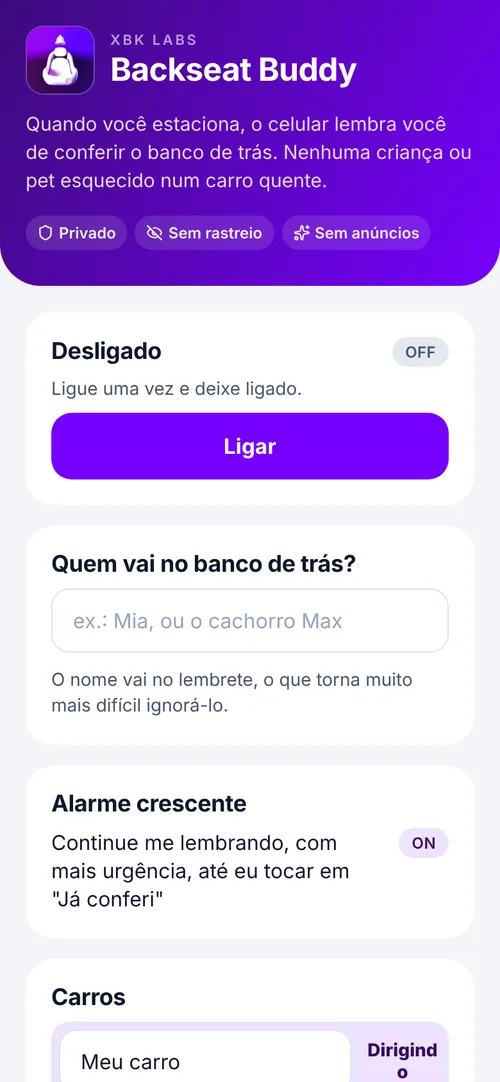 XBK LABS
Backseat Buddy
Quando você estaciona, o celular lembra você
de conferir o banco de trás. Nenhuma criança ou
pet esquecido num carro quente.
Privado
Sem rastreio
Sem anúncios
Desligado
OFF
Ligue uma vez e deixe ligado.
Ligar
Quem vai no banco de trás?
ex.: Mia, ou o cachorro Max
O nome vai no lembrete, o que torna muito
mais difícil ignorá-lo.
Alarme crescente
Continue me lembrando, com
mais urgência, até eu tocar em
"Já conferi"
ON
Carros
Meu carro
Dirigind
o